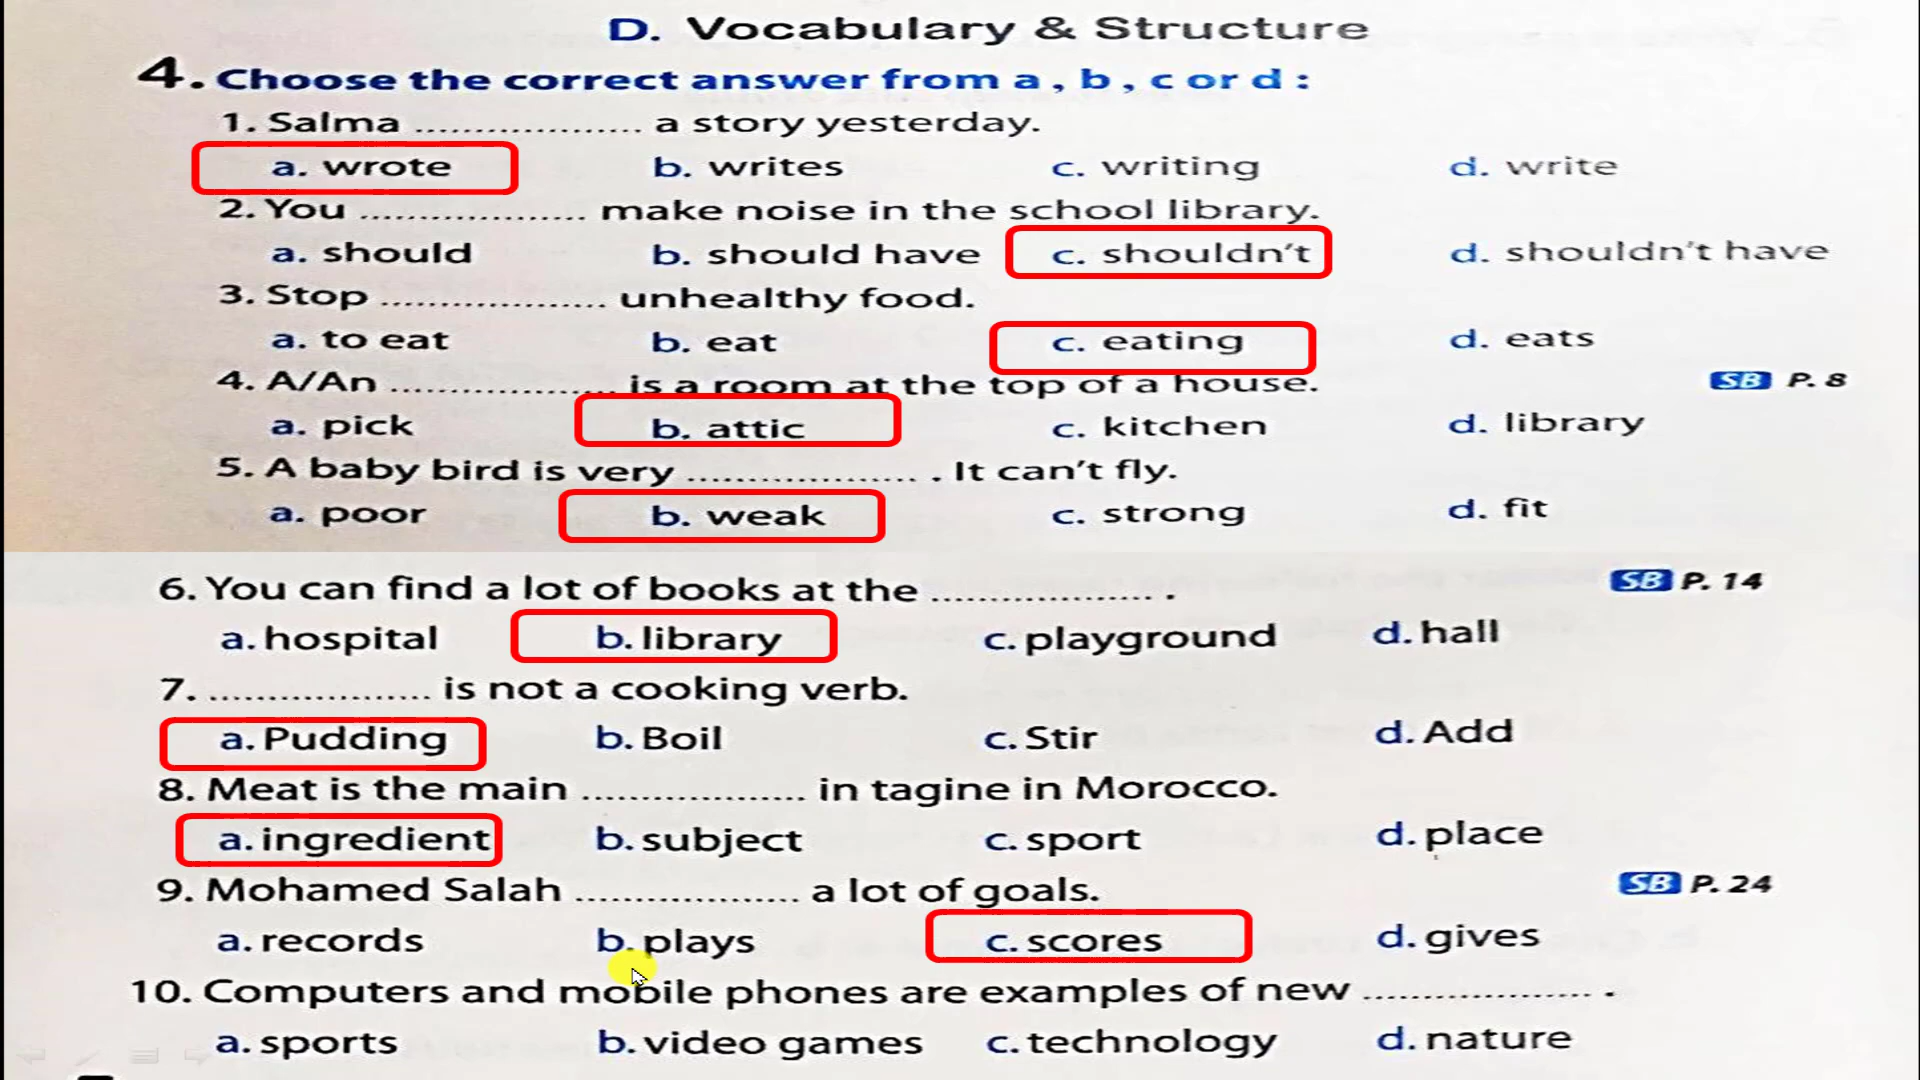 D. Vocabulary & Structure
4. Choose the correct answer from a , b , c or d :
1. Salma ................... a story yesterday.
a. wrote b. writes c. writing d. write
2. You ................... make noise in the school library.
a. should b. should have c. shouldn't d. shouldn't have
3. Stop ................... unhealthy food.
a. to eat b. eat c. eating d. eats
4. A/An ................... is a room at the top of a house. SB P. 8
a. pick b. attic c. kitchen d. library
5. A baby bird is very ................... . It can't fly.
a. poor b. weak c. strong d. fit
6. You can find a lot of books at the ................... . SB P. 14
a. hospital b. library c. playground d. hall
7. ................... is not a cooking verb.
a. Pudding b. Boil c. Stir d. Add
8. Meat is the main ................... in tagine in Morocco.
a. ingredient b. subject c. sport d. place
9. Mohamed Salah ................... a lot of goals. SB P. 24
a. records b. plays c. scores d. gives
10. Computers and mobile phones are examples of new ................... .
a. sports b. video games c. technology d. nature